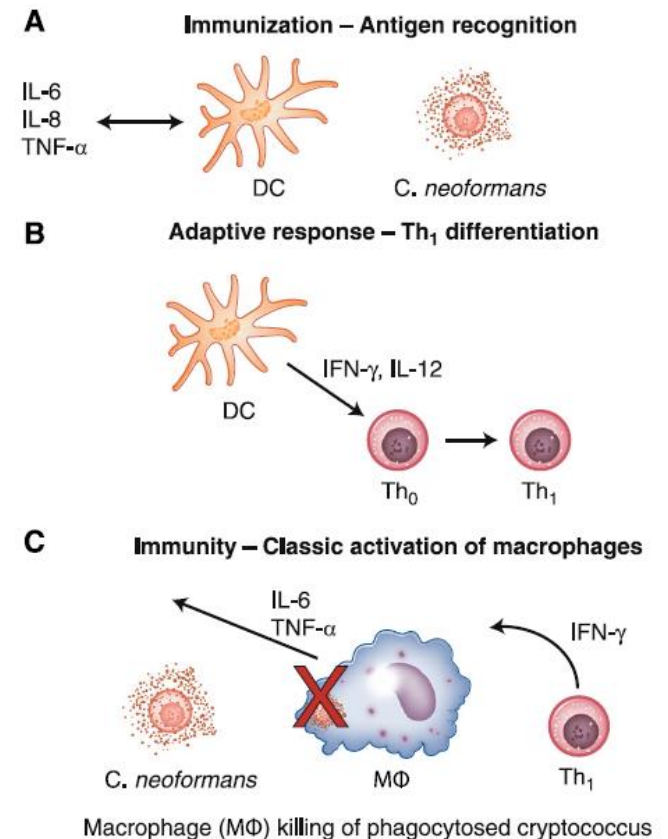 A
Immunization – Antigen recognition
IL-6
IL-8
TNF-α
DC
C. neoformans
B
Adaptive response – Th₁ differentiation
IFN-γ, IL-12
DC
Th₀
Th₁
C
Immunity – Classic activation of macrophages
IL-6
TNF-α
IFN-γ
C. neoformans
MΦ
Th₁
Macrophage (MΦ) killing of phagocytosed cryptococcus